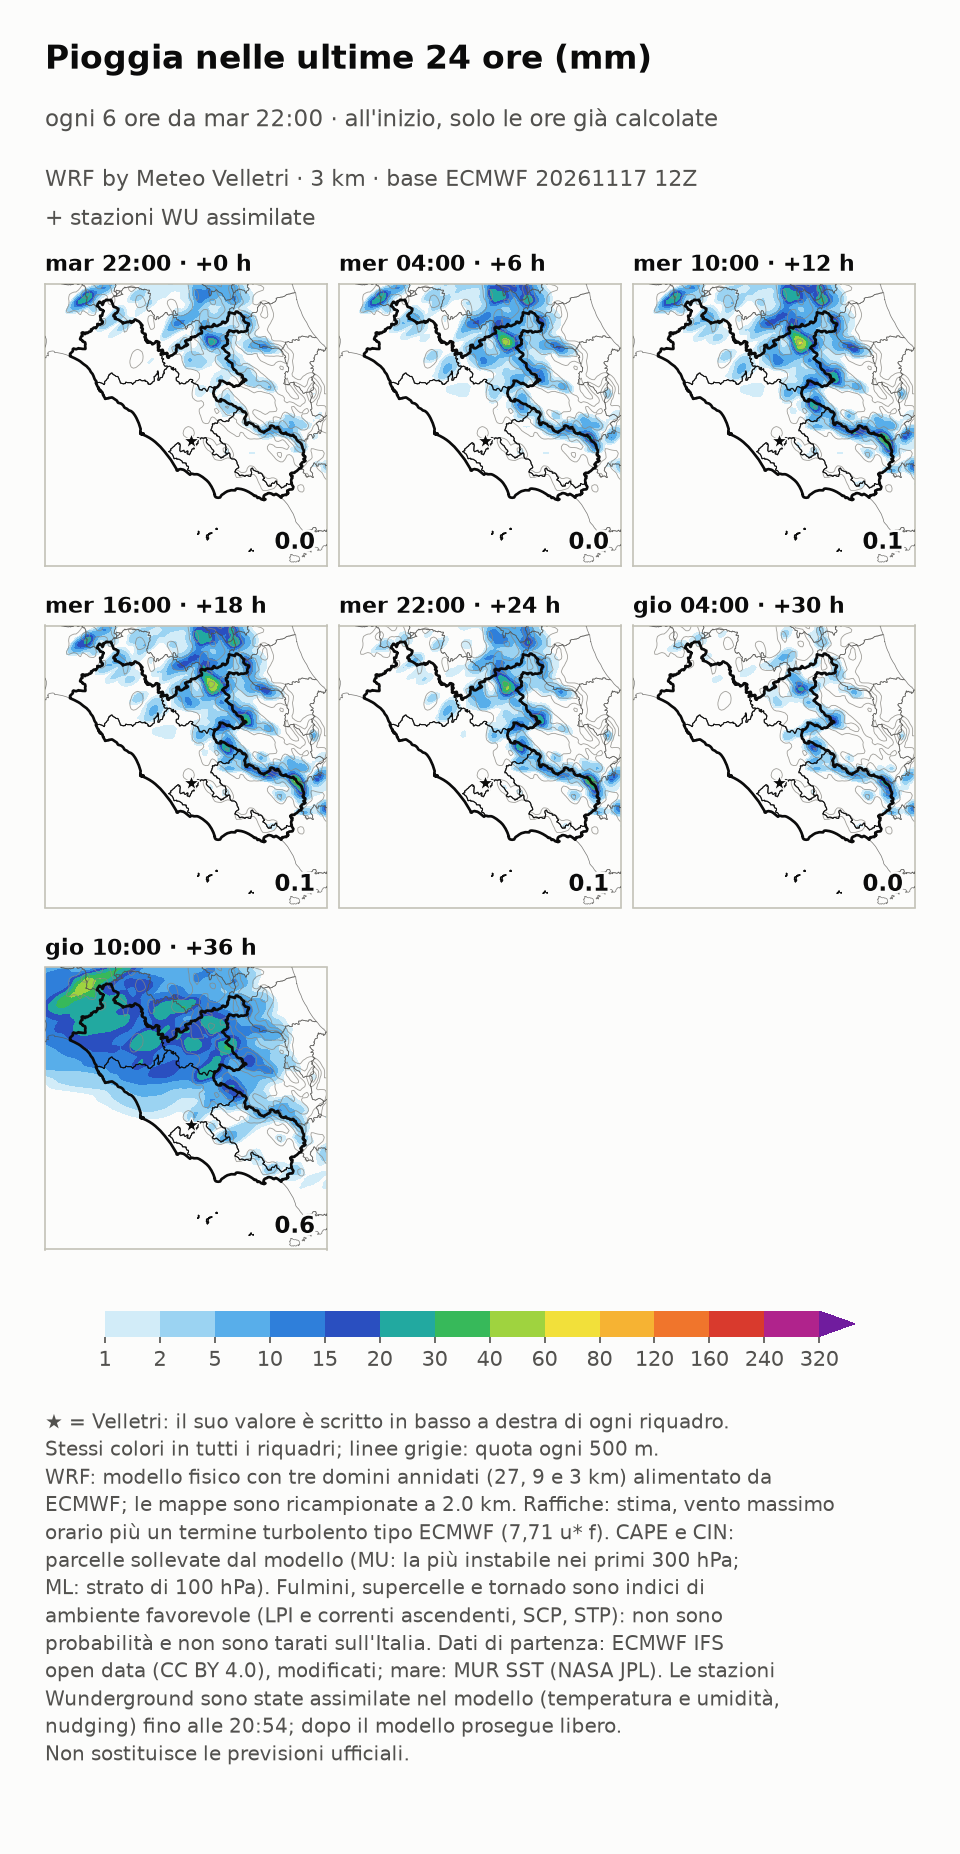 Pioggia nelle ultime 24 ore (mm)
ogni 6 ore da mar 22:00 · all'inizio, solo le ore già calcolate
WRF by Meteo Velletri · 3 km · base ECMWF 20261117 12Z
+ stazioni WU assimilate
mar 22:00 · +0 h
mer 04:00 · +6 h
mer 10:00 · +12 h
0.0
0.0
0.1
mer 16:00 · +18 h
mer 22:00 · +24 h
gio 04:00 · +30 h
0.1
0.1
0.0
gio 10:00 · +36 h
0.6
1 2 5 10 15 20 30 40 60 80 120 160 240 320
★ = Velletri: il suo valore è scritto in basso a destra di ogni riquadro.
Stessi colori in tutti i riquadri; linee grigie: quota ogni 500 m.
WRF: modello fisico con tre domini annidati (27, 9 e 3 km) alimentato da
ECMWF; le mappe sono ricampionate a 2.0 km. Raffiche: stima, vento massimo
orario più un termine turbolento tipo ECMWF (7,71 u* f). CAPE e CIN:
parcelle sollevate dal modello (MU: la più instabile nei primi 300 hPa;
ML: strato di 100 hPa). Fulmini, supercelle e tornado sono indici di
ambiente favorevole (LPI e correnti ascendenti, SCP, STP): non sono
probabilità e non sono tarati sull'Italia. Dati di partenza: ECMWF IFS
open data (CC BY 4.0), modificati; mare: MUR SST (NASA JPL). Le stazioni
Wunderground sono state assimilate nel modello (temperatura e umidità,
nudging) fino alle 20:54; dopo il modello prosegue libero.
Non sostituisce le previsioni ufficiali.